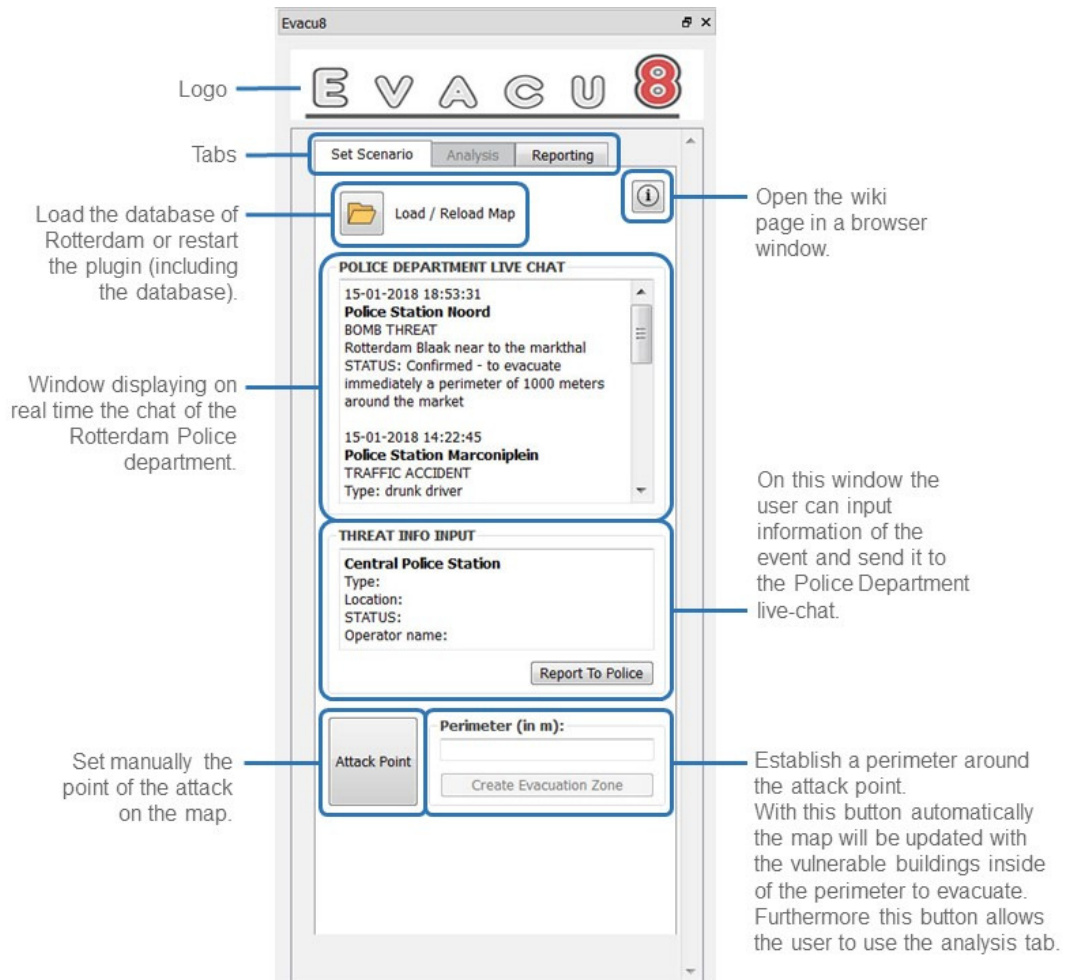 Evacu8
EVACU8
Logo
Tabs
Set Scenario
Analysis
Reporting
Load / Reload Map
Load the database of
Rotterdam or restart
the plugin (including
the database).
Open the wiki
page in a browser
window.
POLICE DEPARTMENT LIVE CHAT
15-01-2018 18:53:31
Police Station Noord
BOMB THREAT
Rotterdam Blaak near to the markthal
STATUS: Confirmed - to evacuate
immediately a perimeter of 1000 meters
around the market
15-01-2018 14:22:45
Police Station Marconiplein
TRAFFIC ACCIDENT
Type: drunk driver
Window displaying on
real time the chat of the
Rotterdam Police
department.
THREAT INFO INPUT
Central Police Station
Type:
Location:
STATUS:
Operator name:
Report To Police
On this window the
user can input
information of the
event and send it to
the Police Department
live-chat.
Attack Point
Perimeter (in m):
Create Evacuation Zone
Set manually the
point of the attack
on the map.
Establish a perimeter around
the attack point.
With this button automatically
the map will be updated with
the vulnerable buildings inside
of the perimeter to evacuate.
Furthermore this button allows
the user to use the analysis tab.